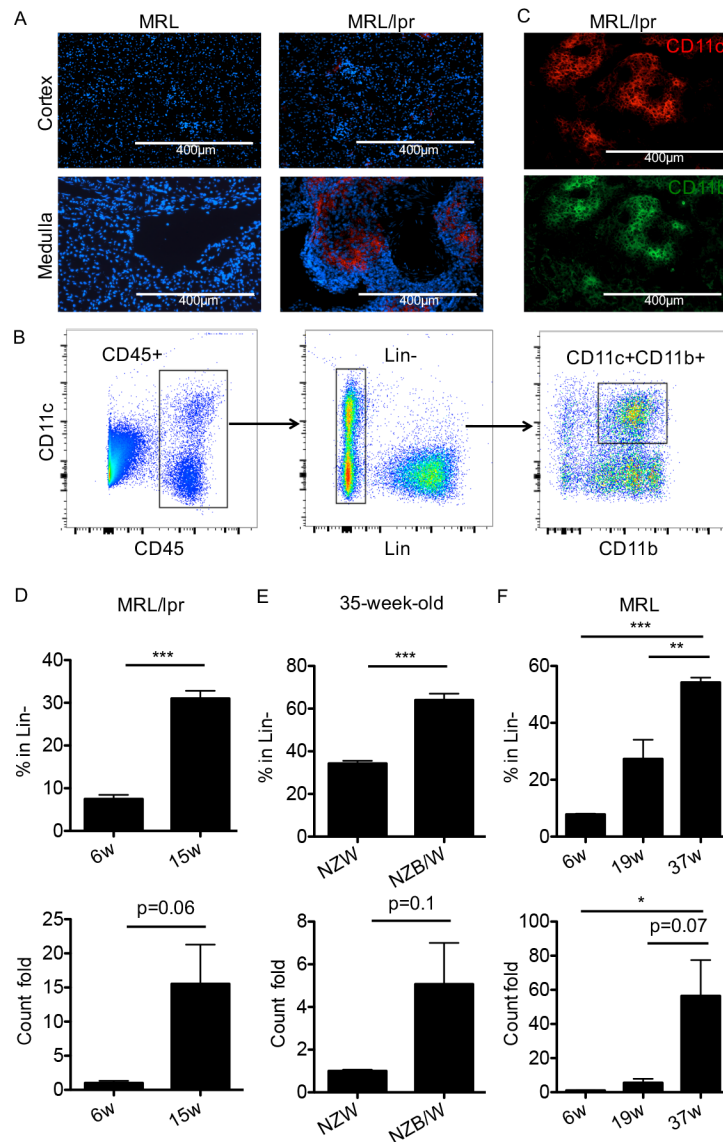 A
MRL
MRL/lpr
C
MRL/lpr
Cortex
400µm
400µm
CD11c
400µm
Medulla
400µm
400µm
CD11b
400µm
B
CD45+
Lin-
CD11c+CD11b+
CD11c
CD45
Lin
CD11b
D
MRL/lpr
E
35-week-old
F
MRL
***
***
***
**
% in Lin-
40
30
20
10
0
6w
15w
% in Lin-
80
60
40
20
0
NZW
NZB/W
% in Lin-
60
40
20
0
6w
19w
37w
p=0.06
p=0.1
*
p=0.07
Count fold
25
20
15
10
5
0
6w
15w
Count fold
8
6
4
2
0
NZW
NZB/W
Count fold
100
80
60
40
20
0
6w
19w
37w